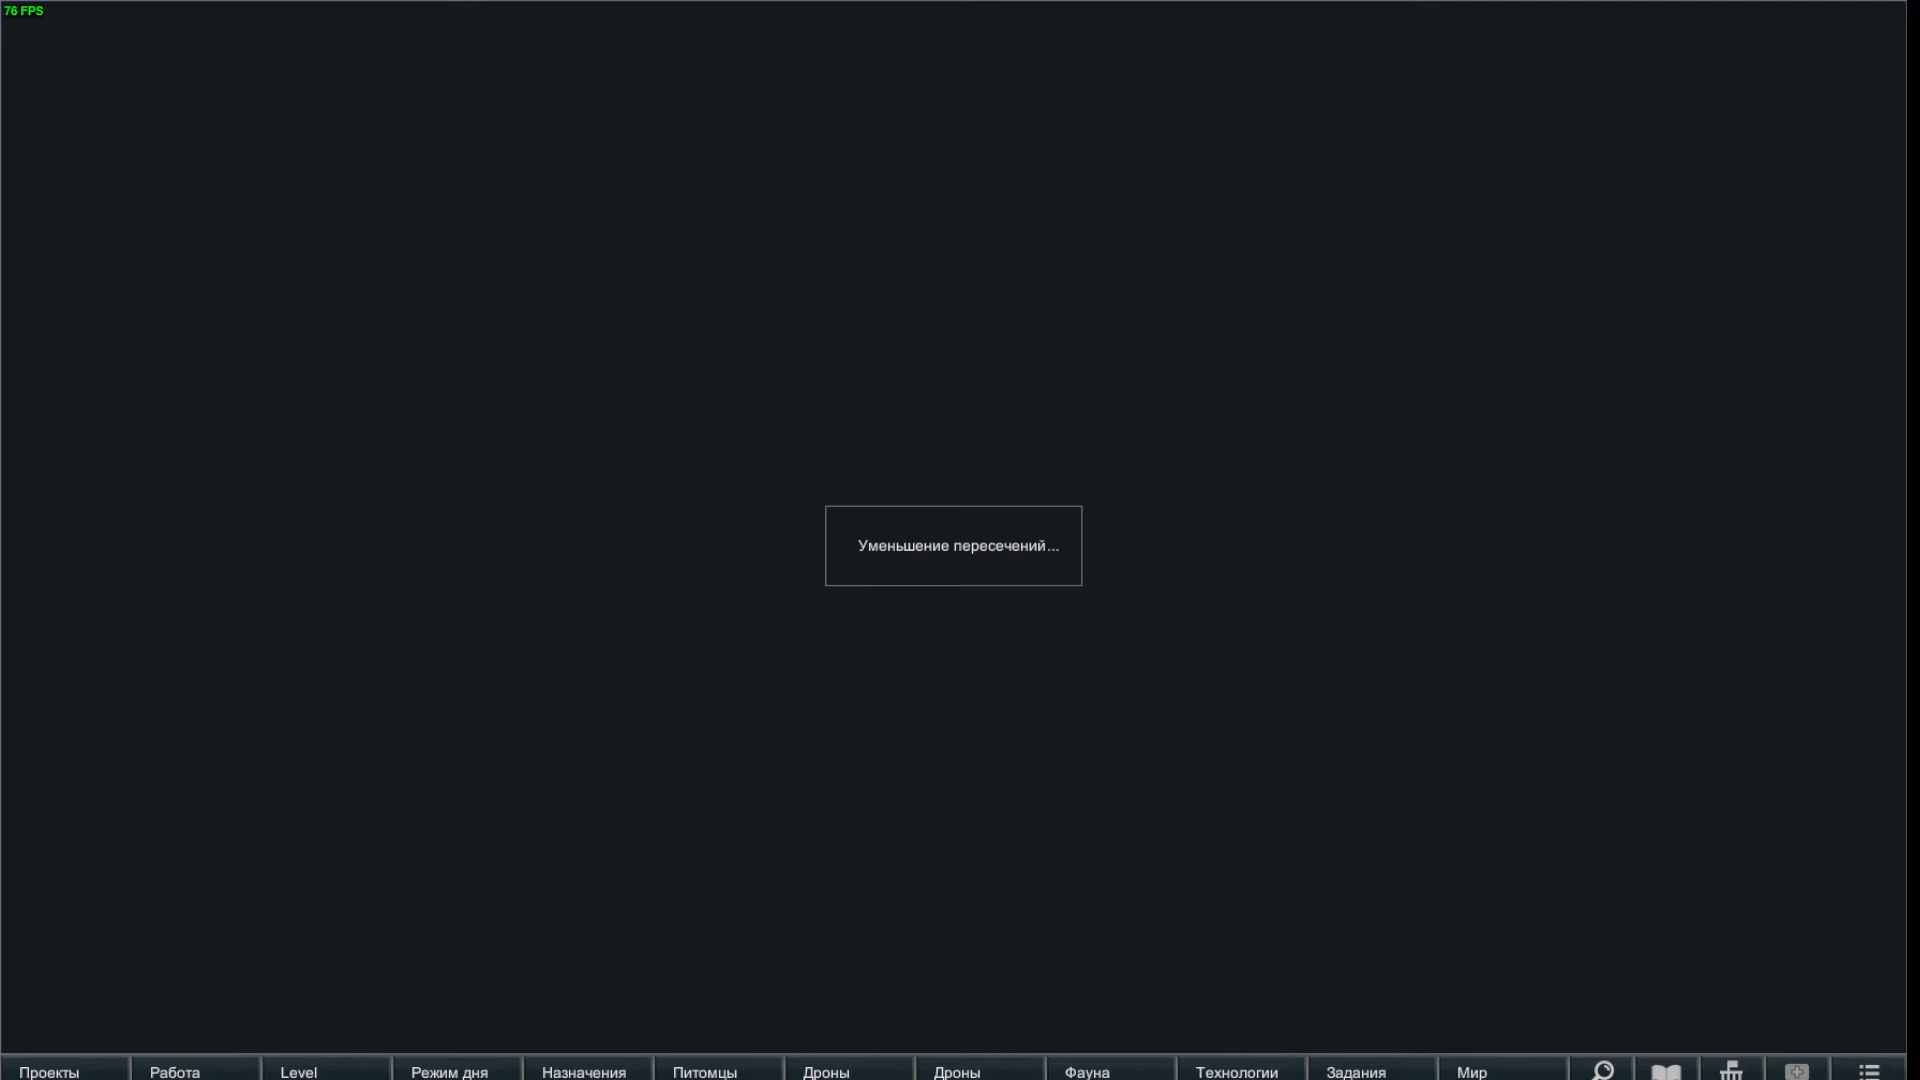 76 FPS
Уменьшение пересечений...
Проекты Работа Level Режим дня Назначения Питомцы Дроны Дроны Фауна Технологии Задания Мир